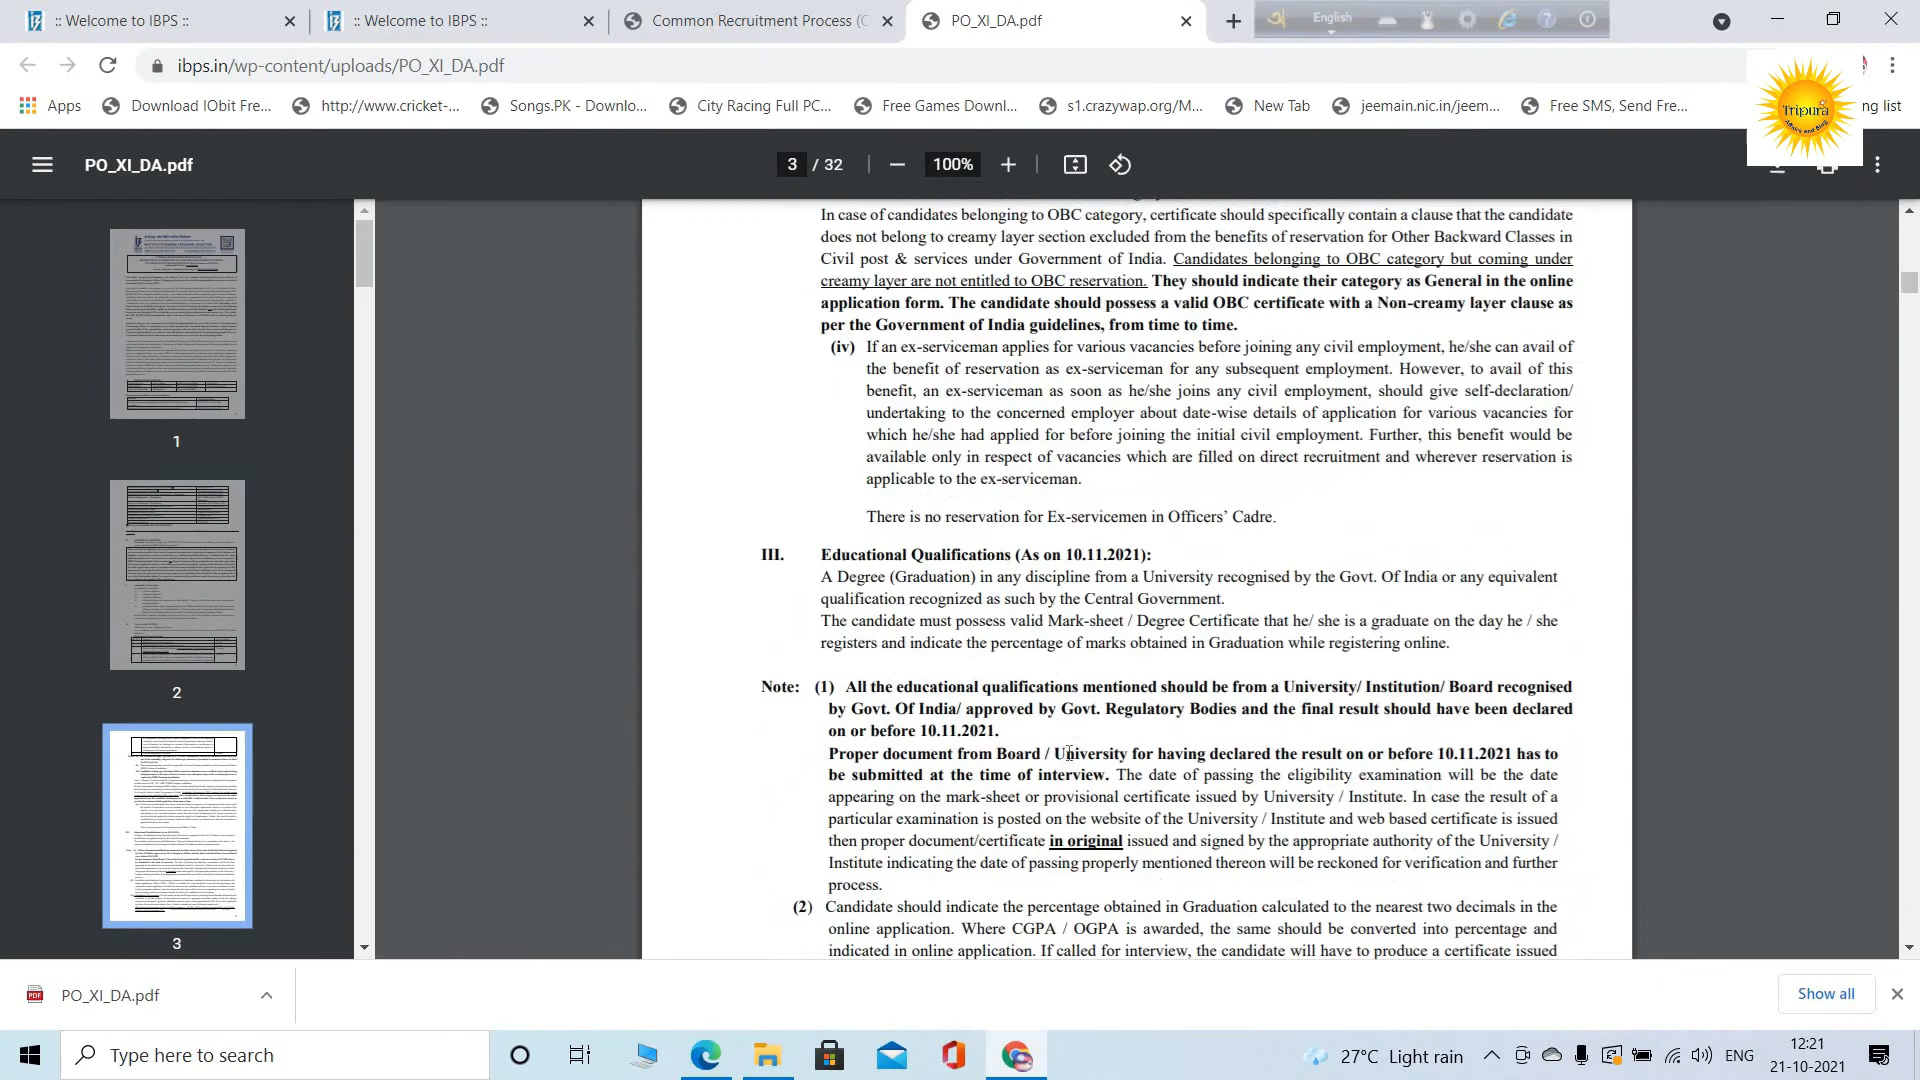 :: Welcome to IBPS ::
:: Welcome to IBPS ::
Common Recruitment Process (C
PO_XI_DA.pdf
English
ibps.in/wp-content/uploads/PO_XI_DA.pdf
Apps
Download IObit Fre...
http://www.cricket-...
Songs.PK - Downlo...
City Racing Full PC...
Free Games Downl...
s1.crazywap.org/M...
New Tab
jeemain.nic.in/jeem...
Free SMS, Send Fre...
ng list
Tripura
PO_XI_DA.pdf
3 / 32
100%
In case of candidates belonging to OBC category, certificate should specifically contain a clause that the candidate
does not belong to creamy layer section excluded from the benefits of reservation for Other Backward Classes in
Civil post & services under Government of India. Candidates belonging to OBC category but coming under
creamy layer are not entitled to OBC reservation. They should indicate their category as General in the online
application form. The candidate should possess a valid OBC certificate with a Non-creamy layer clause as
per the Government of India guidelines, from time to time.
(iv) If an ex-serviceman applies for various vacancies before joining any civil employment, he/she can avail of
the benefit of reservation as ex-serviceman for any subsequent employment. However, to avail of this
benefit, an ex-serviceman as soon as he/she joins any civil employment, should give self-declaration/
undertaking to the concerned employer about date-wise details of application for various vacancies for
which he/she had applied for before joining the initial civil employment. Further, this benefit would be
available only in respect of vacancies which are filled on direct recruitment and wherever reservation is
applicable to the ex-serviceman.
There is no reservation for Ex-servicemen in Officers’ Cadre.
III. Educational Qualifications (As on 10.11.2021):
A Degree (Graduation) in any discipline from a University recognised by the Govt. Of India or any equivalent
qualification recognized as such by the Central Government.
The candidate must possess valid Mark-sheet / Degree Certificate that he/ she is a graduate on the day he / she
registers and indicate the percentage of marks obtained in Graduation while registering online.
Note: (1) All the educational qualifications mentioned should be from a University/ Institution/ Board recognised
by Govt. Of India/ approved by Govt. Regulatory Bodies and the final result should have been declared
on or before 10.11.2021.
Proper document from Board / University for having declared the result on or before 10.11.2021 has to
be submitted at the time of interview. The date of passing the eligibility examination will be the date
appearing on the mark-sheet or provisional certificate issued by University / Institute. In case the result of a
particular examination is posted on the website of the University / Institute and web based certificate is issued
then proper document/certificate in original issued and signed by the appropriate authority of the University /
Institute indicating the date of passing properly mentioned thereon will be reckoned for verification and further
process.
(2) Candidate should indicate the percentage obtained in Graduation calculated to the nearest two decimals in the
online application. Where CGPA / OGPA is awarded, the same should be converted into percentage and
indicated in online application. If called for interview, the candidate will have to produce a certificate issued
1
2
3
PO_XI_DA.pdf
Show all
Type here to search
27°C Light rain
ENG
12:21
21-10-2021